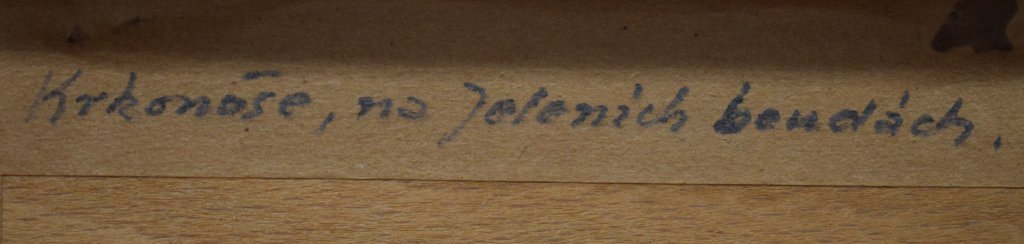 Krkonoše, na Jeleních boudách.